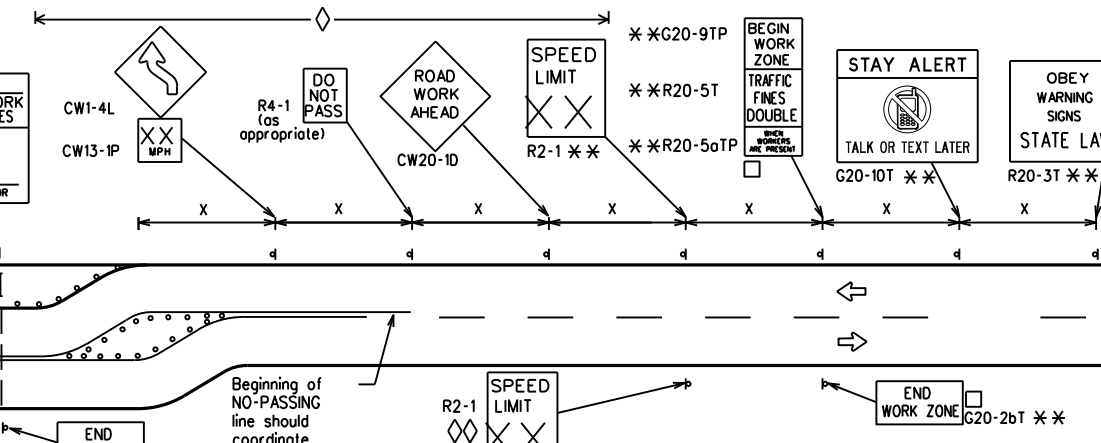 ORK
ES
OR
CW1-4L
CW13-1P
XX
MPH
R4-1
(as
appropriate)
DO
NOT
PASS
ROAD
WORK
AHEAD
CW20-1D
SPEED
LIMIT
X X
R2-1 **
**G20-9TP
**R20-5T
**R20-5aTP
BEGIN
WORK
ZONE
TRAFFIC
FINES
DOUBLE
WHEN
WORKERS
ARE PRESENT
STAY ALERT
TALK OR TEXT LATER
G20-10T **
OBEY
WARNING
SIGNS
STATE LA
R20-3T **
X X X X X X X
Beginning of
NO-PASSING
line should
coordinate
R2-1
SPEED
LIMIT
X X
END
WORK ZONE
G20-2bT **
END